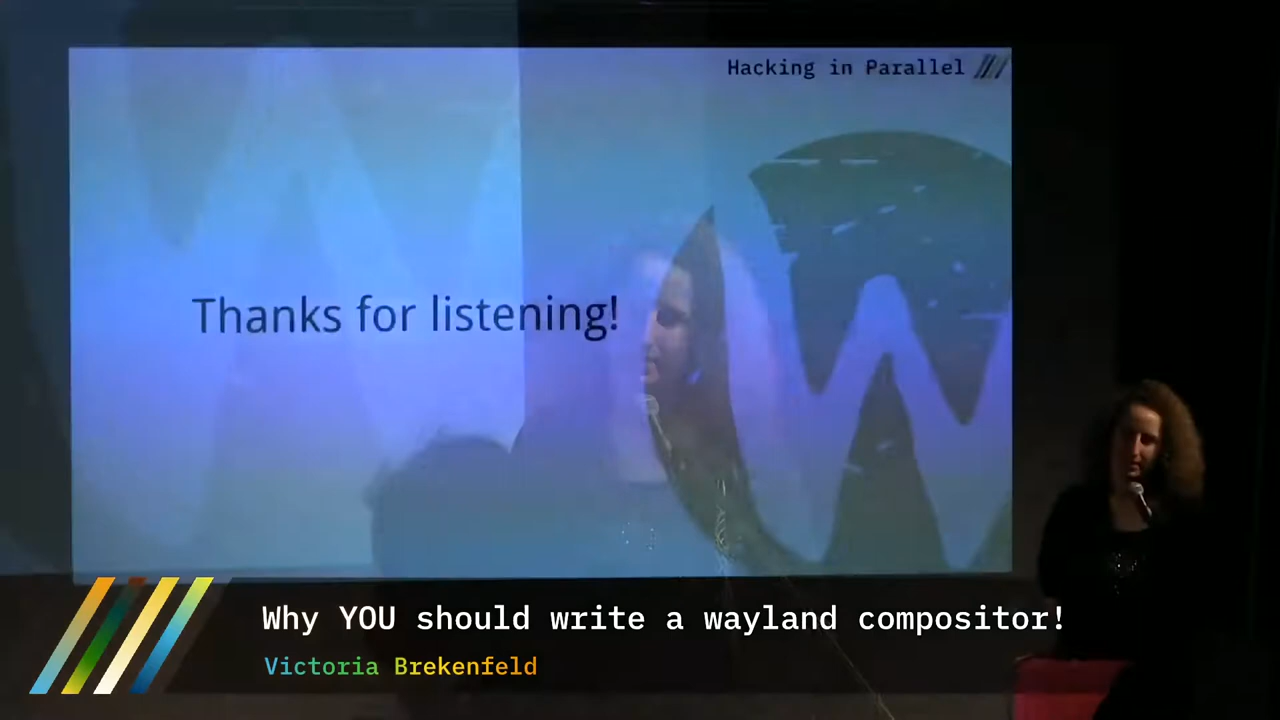 Hacking in Parallel
Thanks for listening!
Why YOU should write a wayland compositor!
Victoria Brekenfeld